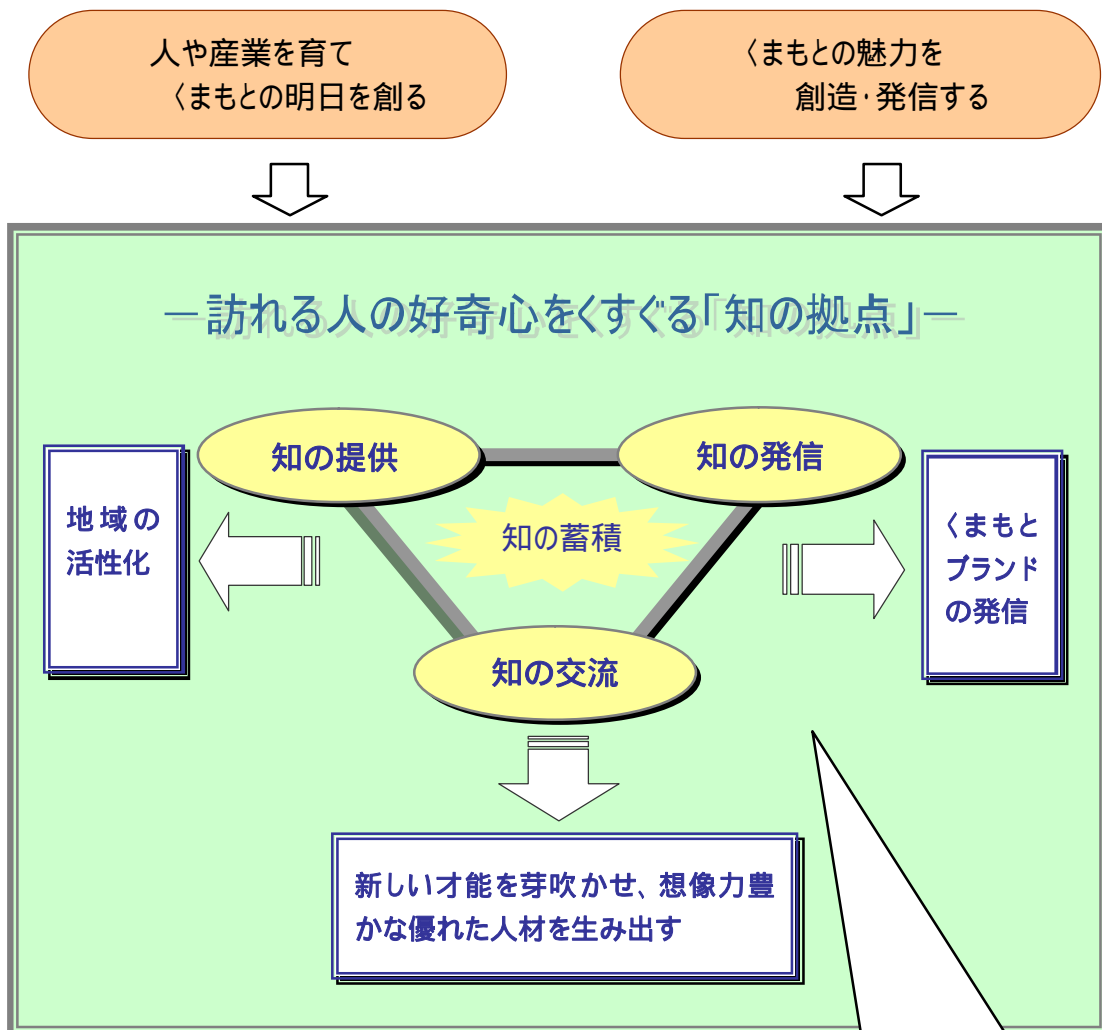 人や産業を育て
くまもとの明日を創る
くまもとの魅力を
創造・発信する
―訪れる人の好奇心をくすぐる「知の拠点」―
知の提供
知の発信
地域の
活性化
知の蓄積
くまもと
ブランド
の発信
知の交流
新しい才能を芽吹かせ、想像力豊
かな優れた人材を生み出す